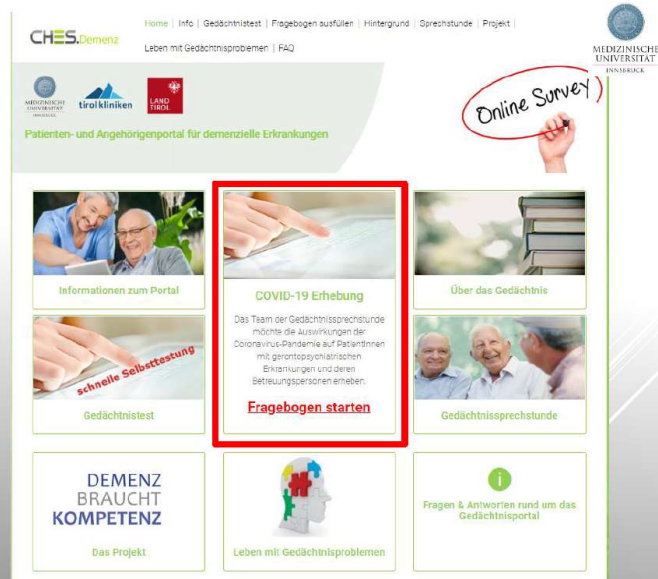 CHES.Demenz
Home | Info | Gedächtnistest | Fragebogen ausfüllen | Hintergrund | Sprechstunde | Projekt |
Leben mit Gedächtnisproblemen | FAQ
MEDIZINISCHE
UNIVERSITÄT
INNSBRUCK
MEDIZINISCHE
UNIVERSITÄT
INNSBRUCK
tirol kliniken
LAND
TIROL
Online Survey
Patienten- und Angehörigenportal für demenzielle Erkrankungen
Informationen zum Portal
COVID-19 Erhebung
Das Team der Gedächtnissprechstunde
möchte die Auswirkungen der
Coronavirus-Pandemie auf PatientInnen
mit gerontopsychiatrischen
Erkrankungen und deren
Betreuungspersonen erheben.
Fragebogen starten
Über das Gedächtnis
schnelle Selbsttestung
Gedächtnistest
Gedächtnissprechstunde
DEMENZ
BRAUCHT
KOMPETENZ
Das Projekt
Leben mit Gedächtnisproblemen
i
Fragen & Antworten rund um das
Gedächtnisportal